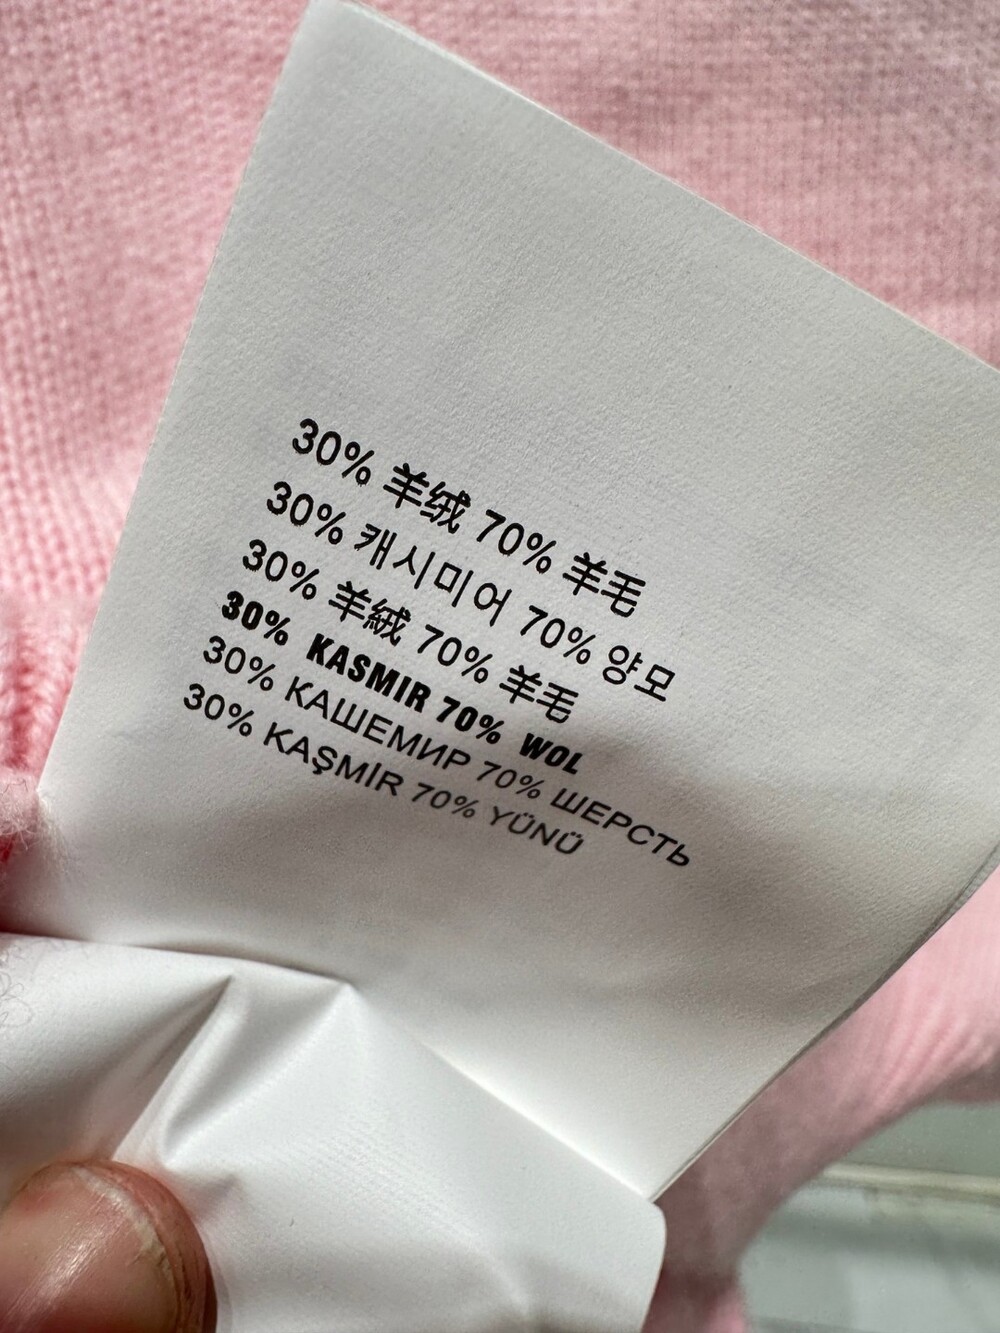 30% 羊绒 70% 羊毛
30% 캐시미어 70% 양모
30% 羊絨 70% 羊毛
30% KASMIR 70% WOL
30% КАШЕМИР 70% ШЕРСТЬ
30% KAŞMİR 70% YÜNÜ